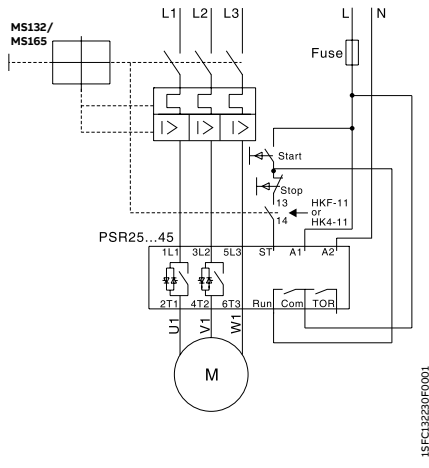 L1 L2 L3 L N
MS132/
MS165
Fuse
I> I> I>
Start
Stop
13 HKF-11
or
14 HK4-11
PSR25...45
1L1 3L2 5L3 ST A1 A2
2T1 4T2 6T3 Run Com TOR
U1 V1 W1
M
1SFC132230F0001